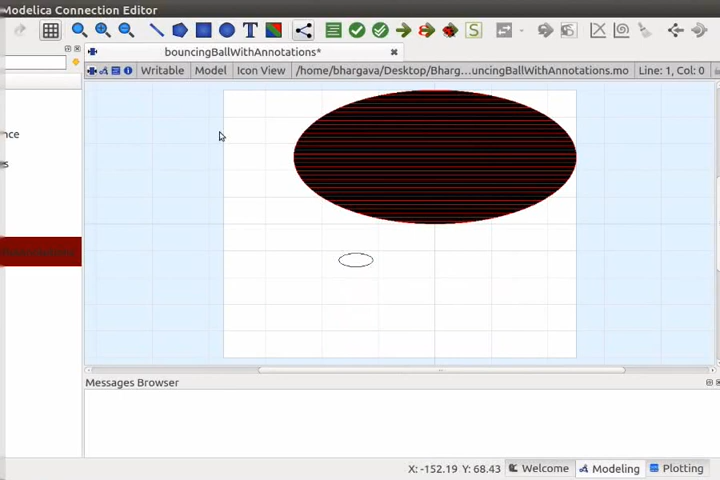 Modelica Connection Editor
T
S
bouncingBallWithAnnotations*
Writable Model Icon View /home/bhargava/Desktop/Bharg...uncingBallWithAnnotations.mo Line: 1, Col: 0
nce
s
Messages Browser
X: -152.19 Y: 68.43 Welcome Modeling Plotting